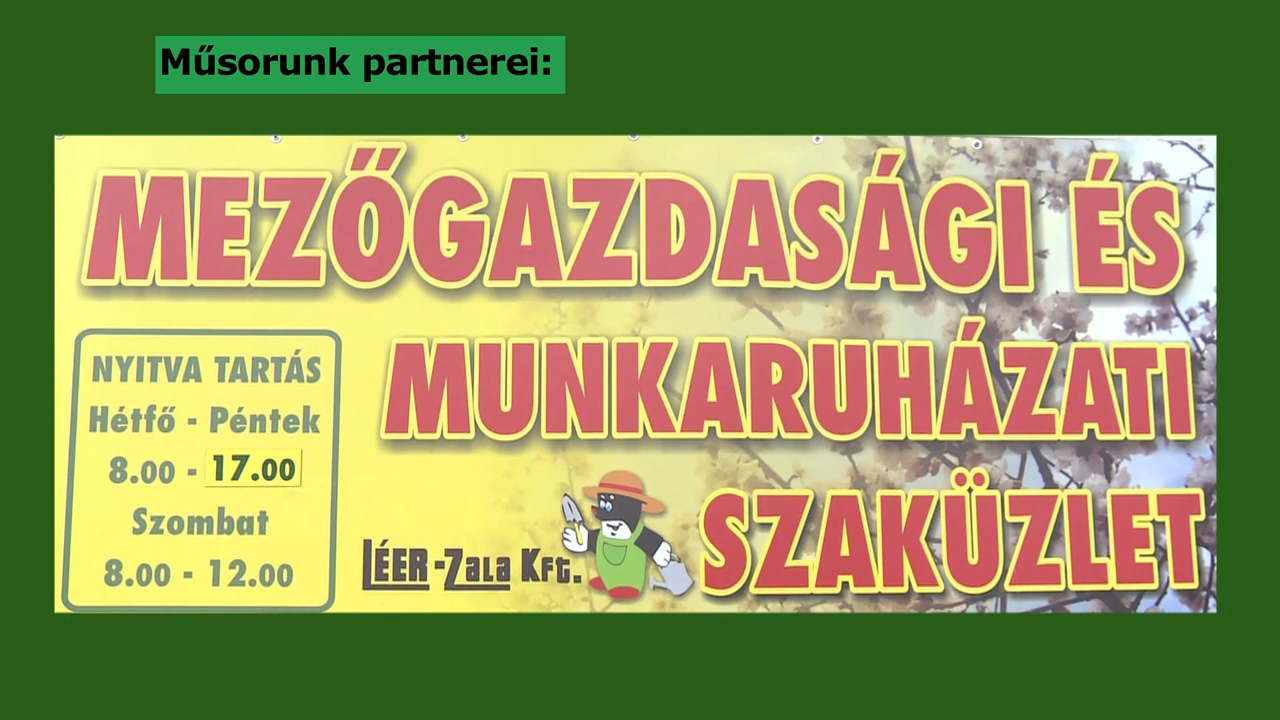 Műsorunk partnerei:
MEZŐGAZDASÁGI ÉS
MUNKARUHÁZATI
SZAKÜZLET
NYITVA TARTÁS
Hétfő - Péntek
8.00 - 17.00
Szombat
8.00 - 12.00
LÉER-Zala Kft.